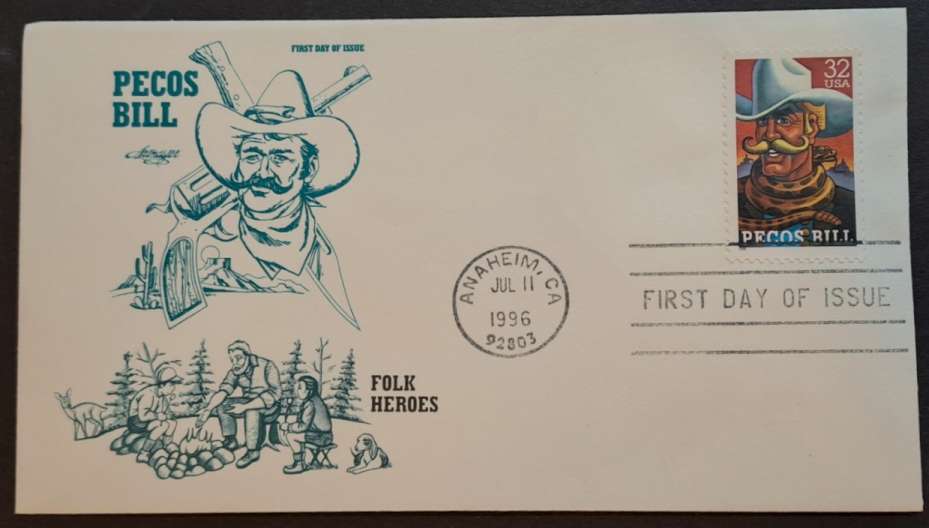 FIRST DAY OF ISSUE
PECOS
BILL
32
USA
PECOS BILL
ANAHEIM, CA
JUL 11
1996
92803
FIRST DAY OF ISSUE
FOLK
HEROES